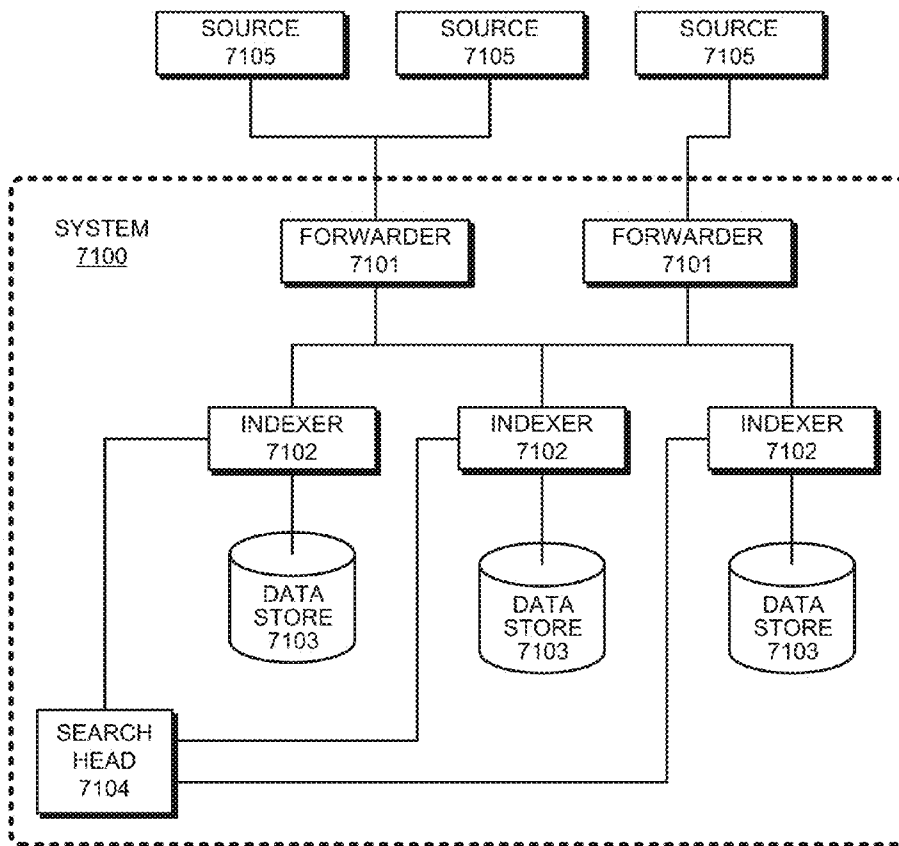 SOURCE
7105
SOURCE
7105
SOURCE
7105
SYSTEM
7100
FORWARDER
7101
FORWARDER
7101
INDEXER
7102
INDEXER
7102
INDEXER
7102
DATA
STORE
7103
DATA
STORE
7103
DATA
STORE
7103
SEARCH
HEAD
7104